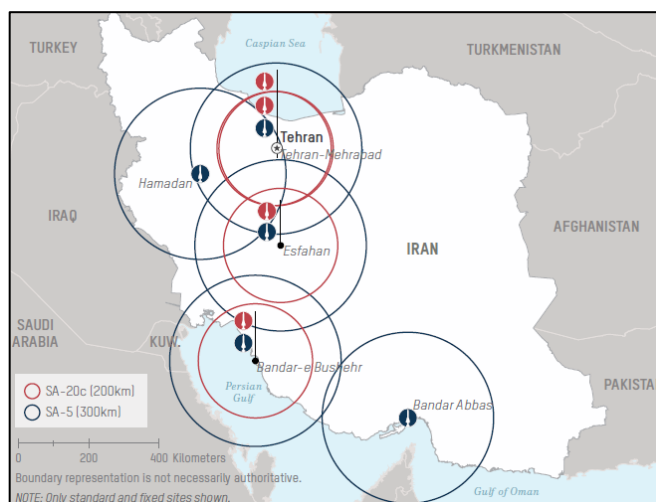 TURKEY
Caspian Sea
TURKMENISTAN
Tehran
Tehran-Mehrabad
Hamadan
IRAQ
AFGHANISTAN
IRAN
Esfahan
SAUDI
ARABIA
KUW.
Bandar-e Bushehr
PAKISTAN
SA-20c (200km)
SA-5 (300km)
Persian
Gulf
Bandar Abbas
0 200 400 Kilometers
Boundary representation is not necessarily authoritative.
Gulf of Oman
NOTE: Only standard and fixed sites shown.